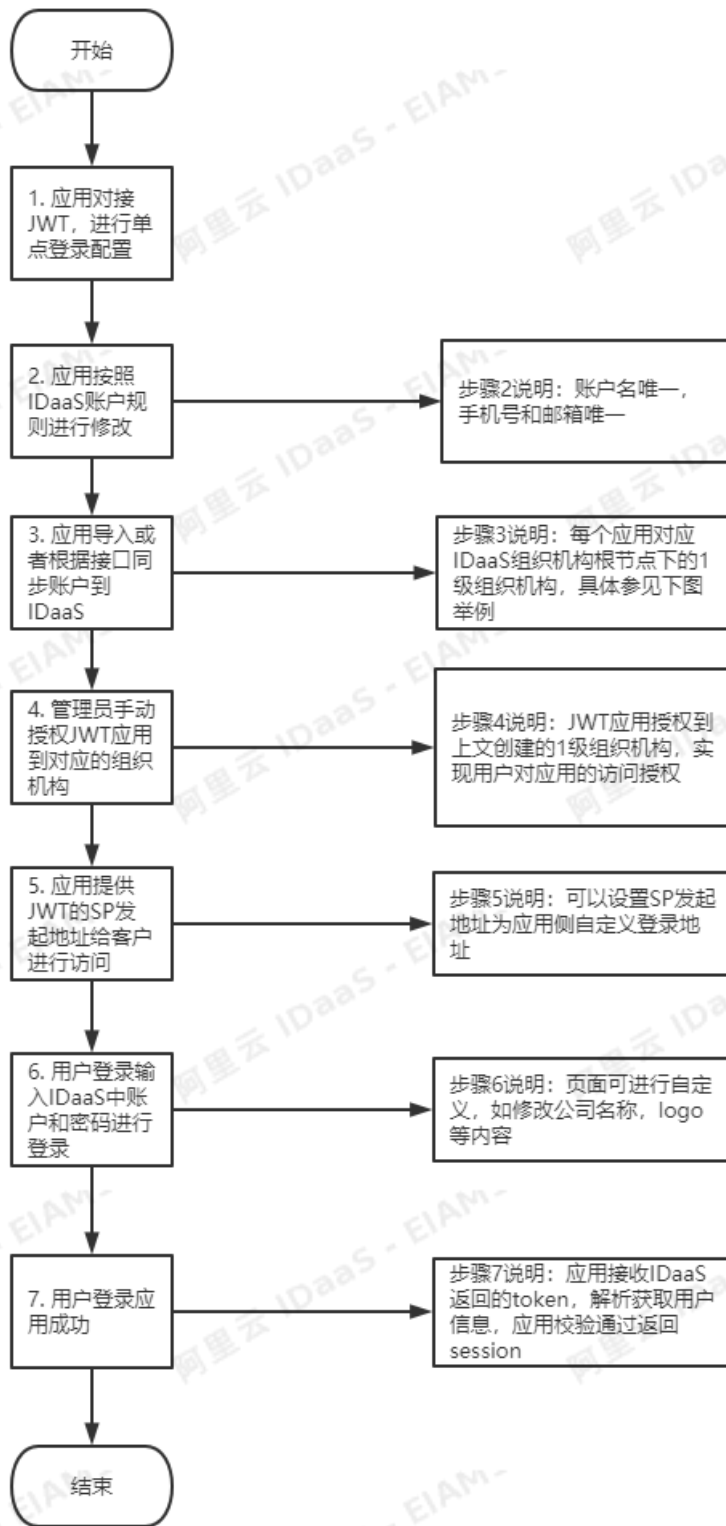 开始
1. 应用对接
JWT，进行单
点登录配置
2. 应用按照
IDaaS账户规
则进行修改
步骤2说明：账户名唯一，
手机号和邮箱唯一
3. 应用导入或
者根据接口同
步账户到
IDaaS
步骤3说明：每个应用对应
IDaaS组织机构根节点下的1
级组织机构，具体参见下图
举例
4. 管理员手动
授权JWT应用
到对应的组织
机构
步骤4说明：JWT应用授权到
上文创建的1级组织机构，实
现用户对应用的访问授权
5. 应用提供
JWT的SP发
起地址给客户
进行访问
步骤5说明：可以设置SP发起
地址为应用侧自定义登录地
址
6. 用户登录输
入IDaaS中账
户和密码进行
登录
步骤6说明：页面可进行自定
义，如修改公司名称，logo
等内容
7. 用户登录应
用成功
步骤7说明：应用接收IDaaS
返回的token，解析获取用户
信息，应用校验通过返回
session
结束
阿里云 IDaaS - EIAM